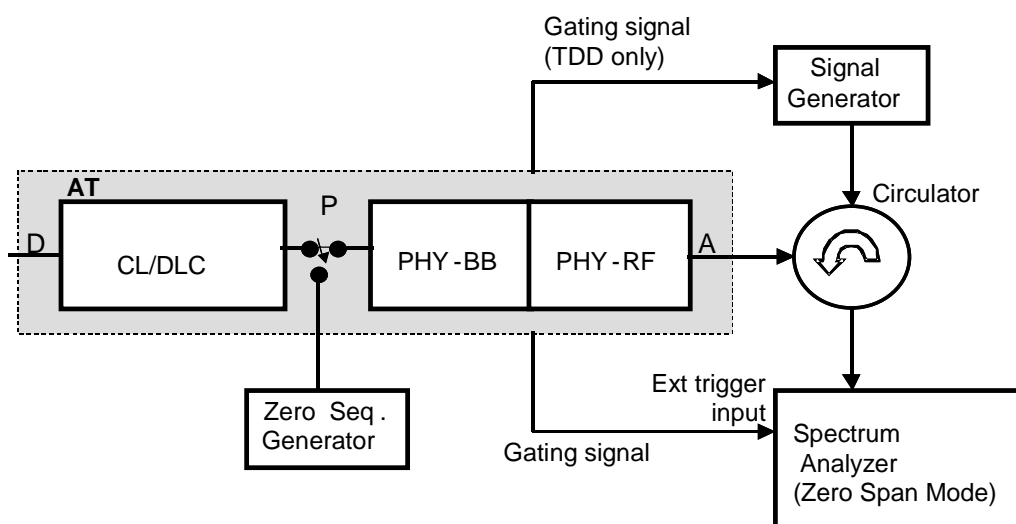 Gating signal
(TDD only)
Signal
Generator
AT
P
Circulator
D
CL/DLC
PHY-BB
PHY-RF
A
Zero Seq.
Generator
Ext trigger
input
Gating signal
Spectrum
Analyzer
(Zero Span Mode)